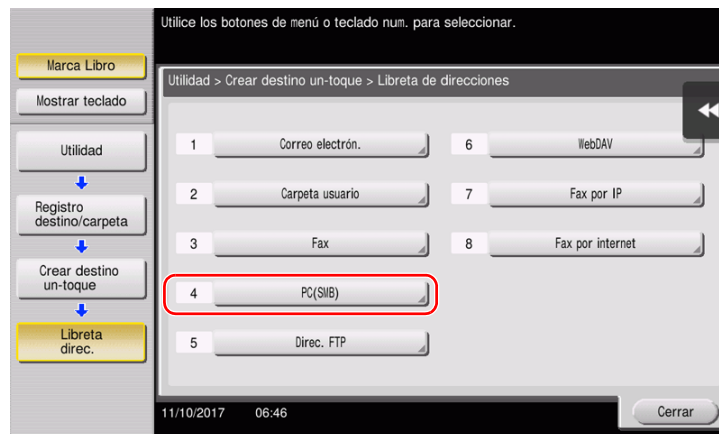 Utilice los botones de menú o teclado num. para seleccionar.
Marca Libro
Mostrar teclado
Utilidad
Registro
destino/carpeta
Crear destino
un-toque
Libreta
direc.
Utilidad > Crear destino un-toque > Libreta de direcciones
1 Correo electrón.
2 Carpeta usuario
3 Fax
4 PC(SMB)
5 Direc. FTP
6 WebDAV
7 Fax por IP
8 Fax por internet
11/10/2017 06:46
Cerrar